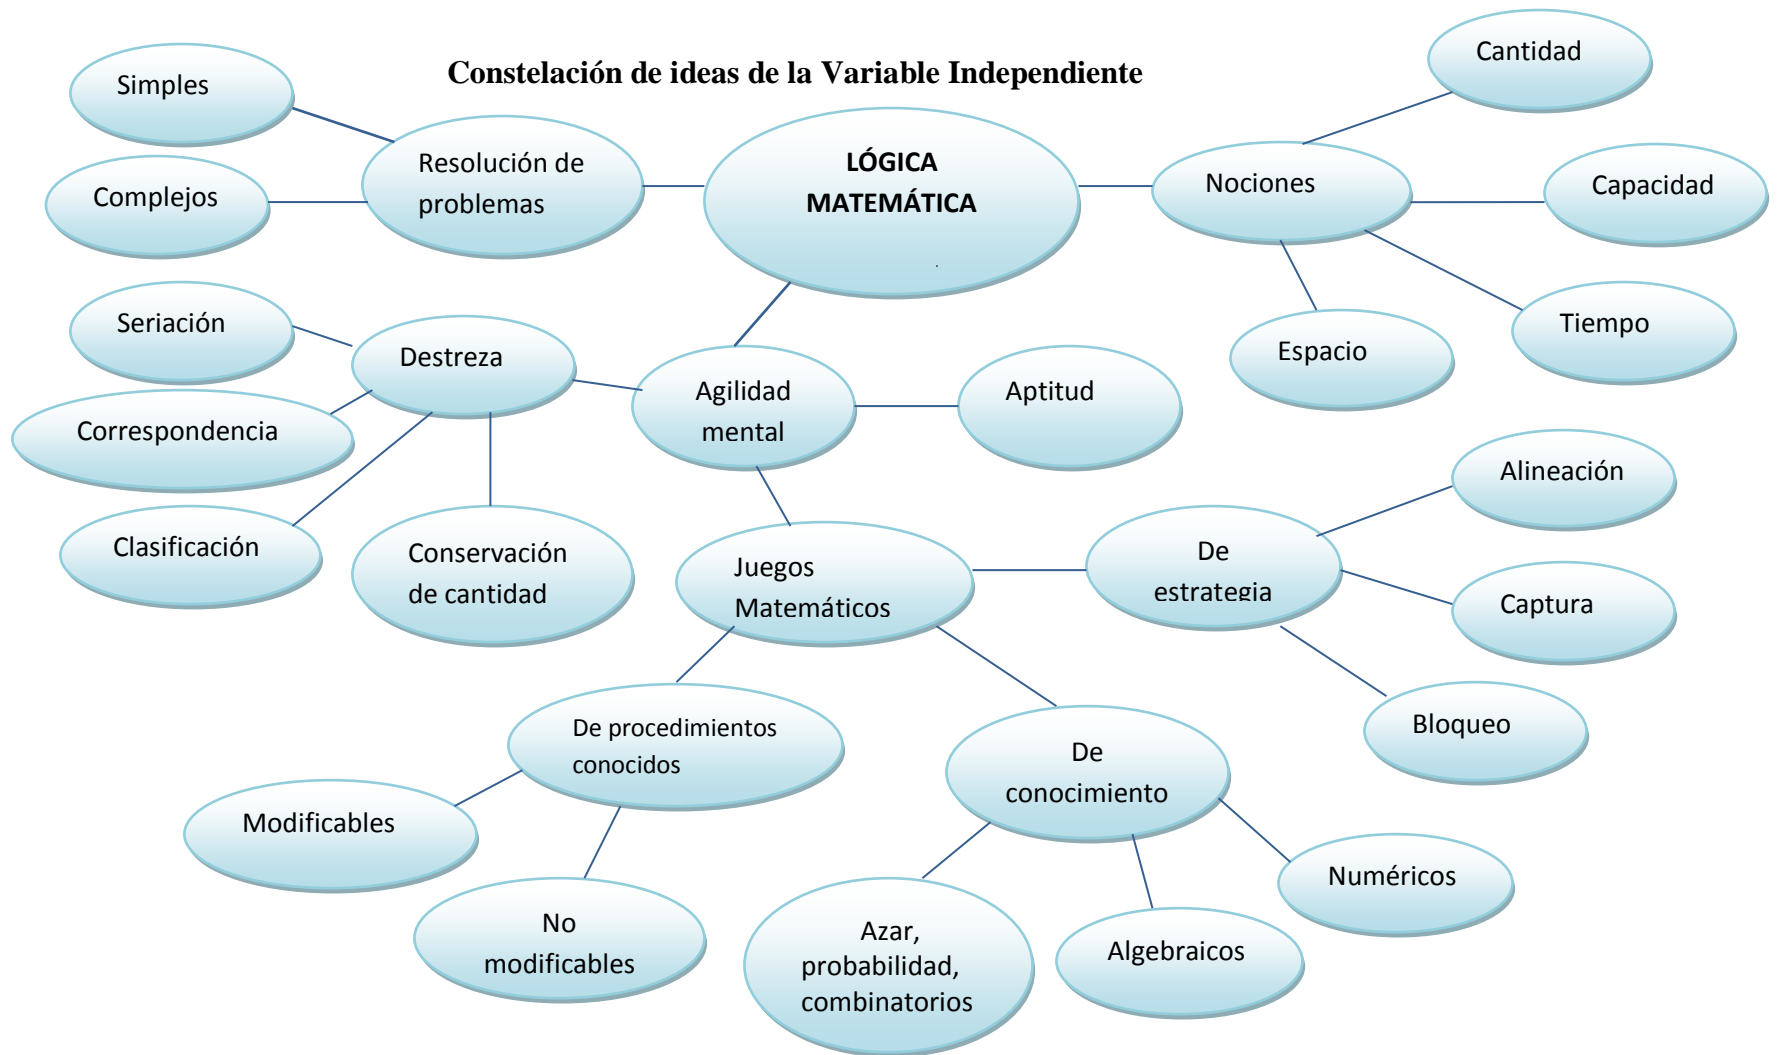 Constelación de ideas de la Variable Independiente
Cantidad
Simples
LÓGICA
MATEMÁTICA
.
Resolución de
problemas
Nociones
Capacidad
Complejos
Seriación
Destreza
Espacio
Tiempo
Agilidad
mental
Aptitud
Correspondencia
Alineación
Clasificación
Conservación
de cantidad
Juegos
Matemáticos
De
estrategia
Captura
Bloqueo
De procedimientos
conocidos
De
conocimiento
Modificables
Numéricos
No
modificables
Azar,
probabilidad,
combinatorios
Algebraicos